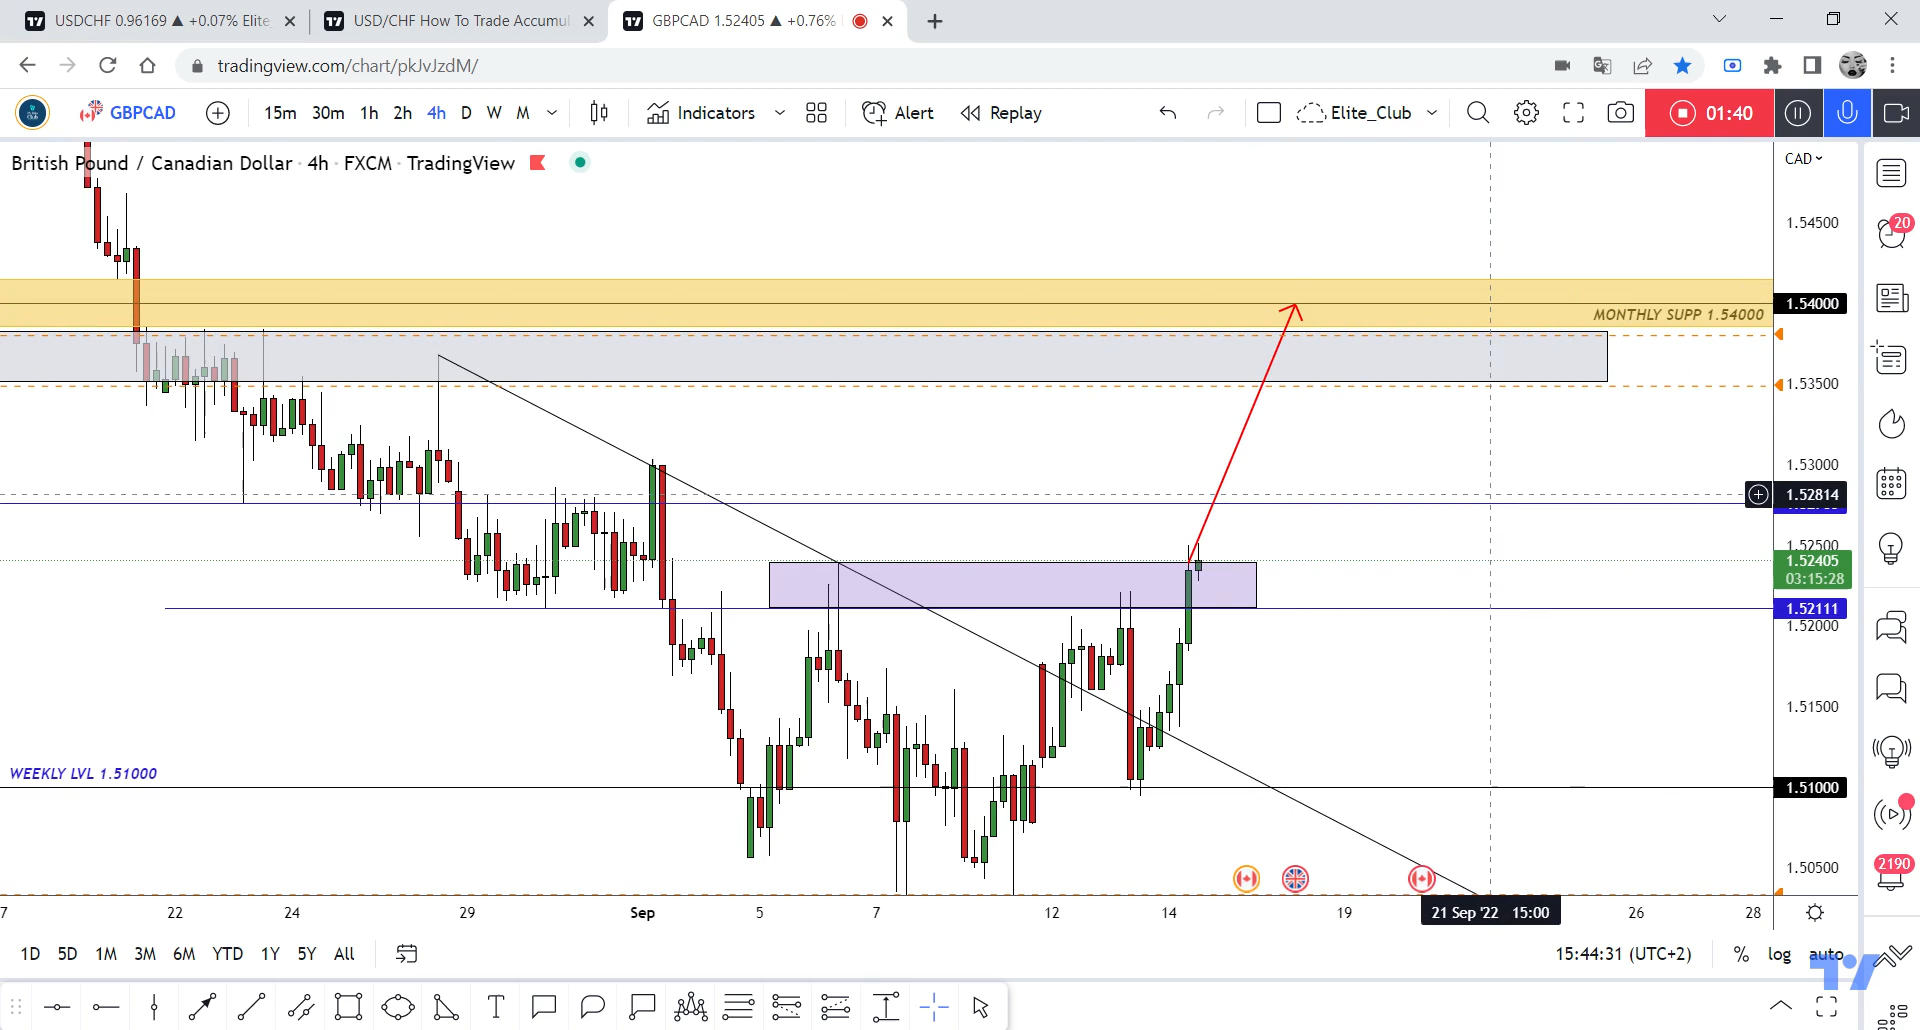 USDCHF 0.96169 ▲ +0.07% Elite
USD/CHF How To Trade Accumul
GBPCAD 1.52405 ▲ +0.76%
tradingview.com/chart/pkJvJzdM/
GBPCAD 15m 30m 1h 2h 4h D W M Indicators Alert Replay Elite_Club 01:40
British Pound / Canadian Dollar · 4h · FXCM · TradingView
CAD
1.54500
20
1.54000
MONTHLY SUPP 1.54000
1.53500
1.53000
1.52814
1.52500
1.52405
03:15:28
1.52111
1.52000
1.51500
WEEKLY LVL 1.51000
1.51000
1.50500
2190
7 22 24 29 Sep 5 7 12 14 19 21 Sep '22 15:00 26 28
1D 5D 1M 3M 6M YTD 1Y 5Y All
15:44:31 (UTC+2) % log auto
T